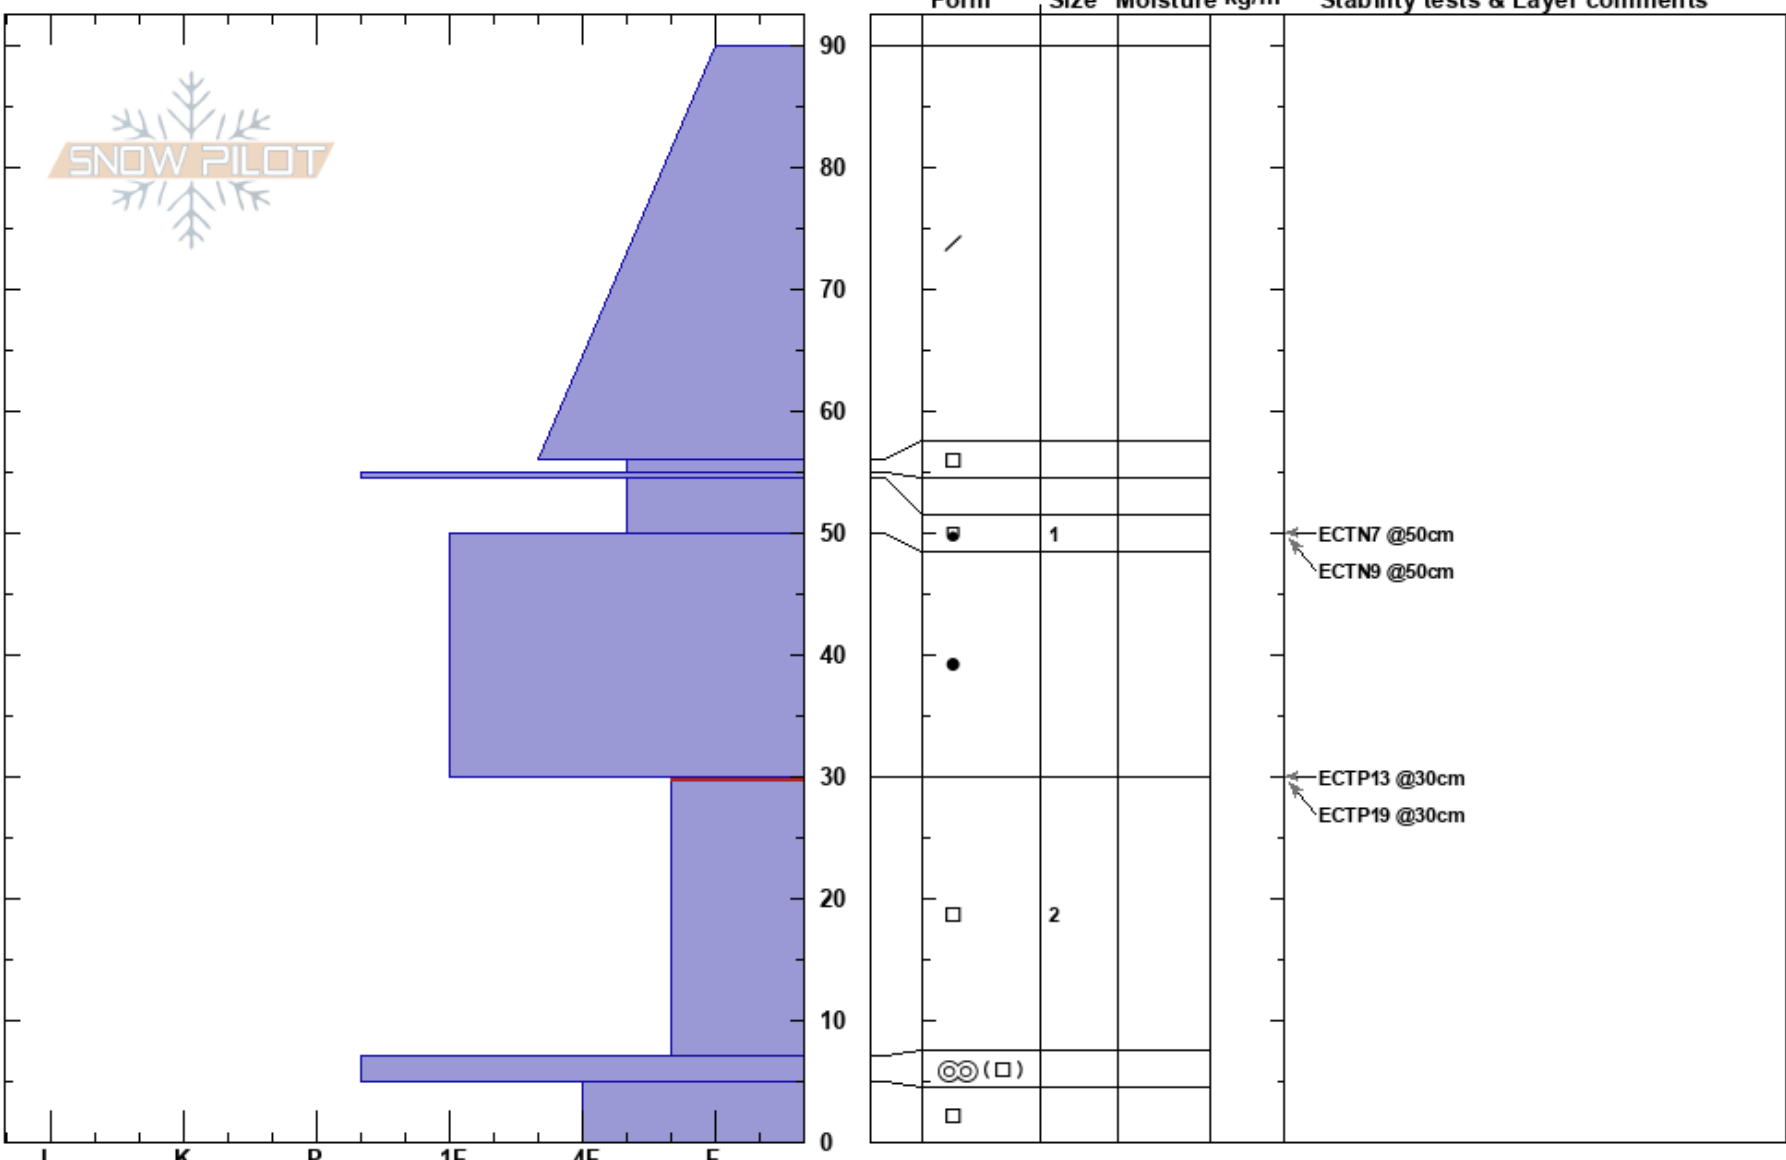 Form Size Moisture kg/m Stability tests & Layer comments
SNOW PILOT
90
80
70
60
50
40
30
20
10
0
1
2
( )
ECTN7 @50cm
ECTN9 @50cm
ECTP13 @30cm
ECTP19 @30cm
I K P 1F 4F F